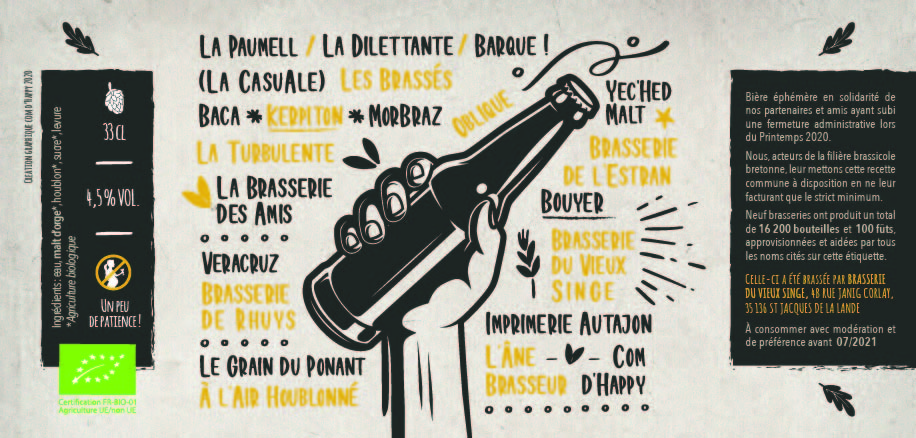 CREATION GRAPHIQUE COM D'HAPPY 2020
Ingrédients: eau, malt d'orge*, houblon*, sucre*, levure
*Agriculture biologique
33 CL
4,5 % VOL.
UN PEU
DE PATIENCE !
Certification FR-BIO-01
Agriculture UE/non UE
LA PAUMELL / LA DILETTANTE / BARQUE !
(LA CASUALE) LES BRASSÉS
BACA * KERPITON * MORBRAZ
OBLIQUE
LA TURBULENTE
LA BRASSERIE
DES AMIS
VERACRUZ
BRASSERIE
DE RHUYS
LE GRAIN DU PONANT
À L'AIR HOUBLONNÉ
YEC'HED
MALT
BRASSERIE
DE L'ESTRAN
BOUYER
BRASSERIE
DU VIEUX
SINGE
IMPRIMERIE AUTAJON
L'ÂNE – – COM
BRASSEUR D'HAPPY
Bière éphémère en solidarité de
nos partenaires et amis ayant subi
une fermeture administrative lors
du Printemps 2020.
Nous, acteurs de la filière brassicole
bretonne, leur mettons cette recette
commune à disposition en ne leur
facturant que le strict minimum.
Neuf brasseries ont produit un total
de 16 200 bouteilles et 100 fûts,
approvisionnées et aidées par tous
les noms cités sur cette étiquette.
CELLE-CI A ÉTÉ BRASSÉE PAR BRASSERIE
DU VIEUX SINGE, 4B RUE JANIG CORLAY,
35 136 ST JACQUES DE LA LANDE
À consommer avec modération et
de préférence avant 07/2021